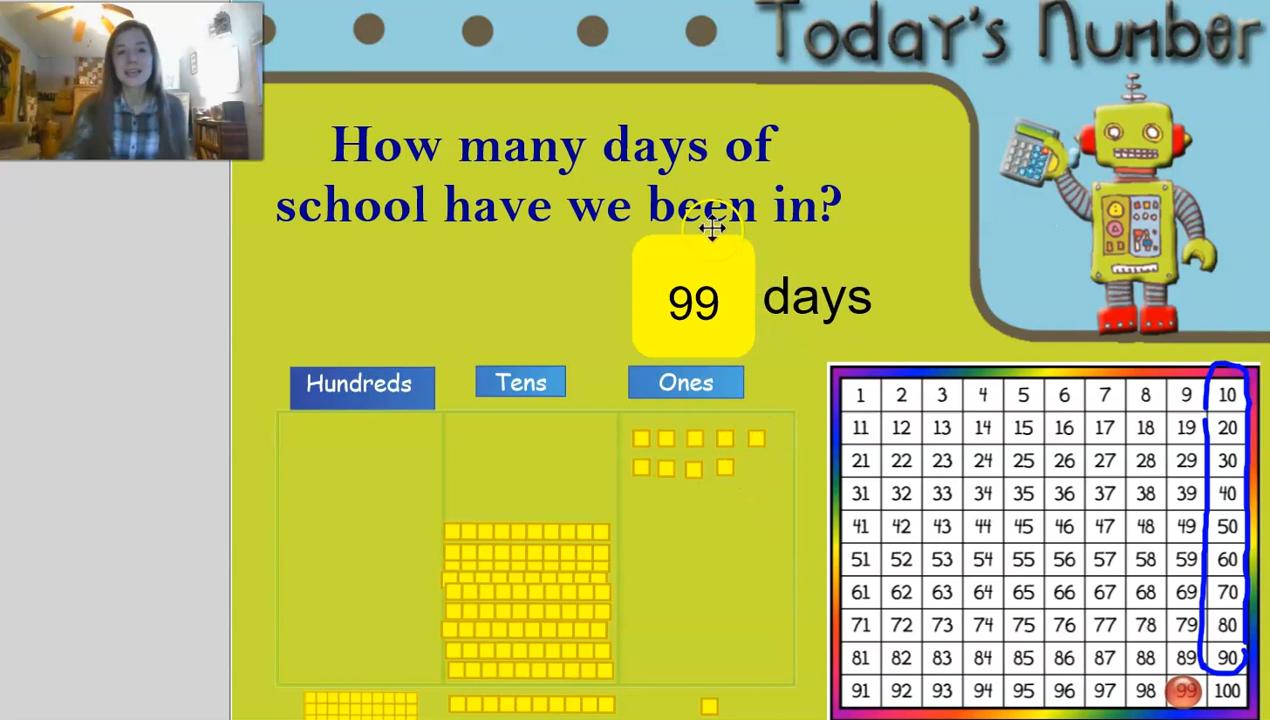 Today's Number
How many days of
school have we been in?
99 days
Hundreds Tens Ones
1 2 3 4 5 6 7 8 9 10
11 12 13 14 15 16 17 18 19 20
21 22 23 24 25 26 27 28 29 30
31 32 33 34 35 36 37 38 39 40
41 42 43 44 45 46 47 48 49 50
51 52 53 54 55 56 57 58 59 60
61 62 63 64 65 66 67 68 69 70
71 72 73 74 75 76 77 78 79 80
81 82 83 84 85 86 87 88 89 90
91 92 93 94 95 96 97 98 99 100